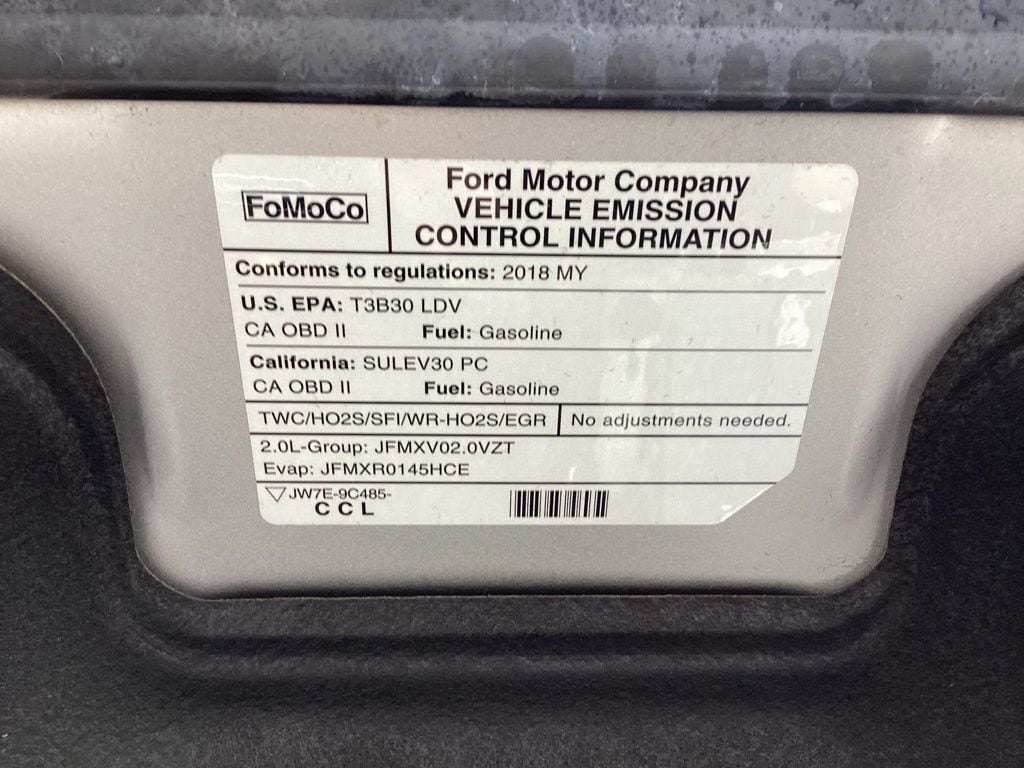 FoMoCo
Ford Motor Company
VEHICLE EMISSION
CONTROL INFORMATION
Conforms to regulations: 2018 MY
U.S. EPA: T3B30 LDV
CA OBD II Fuel: Gasoline
California: SULEV30 PC
CA OBD II Fuel: Gasoline
TWC/HO2S/SFI/WR-HO2S/EGR No adjustments needed.
2.0L-Group: JFMXV02.0VZT
Evap: JFMXR0145HCE
JW7E-9C485-
C C L